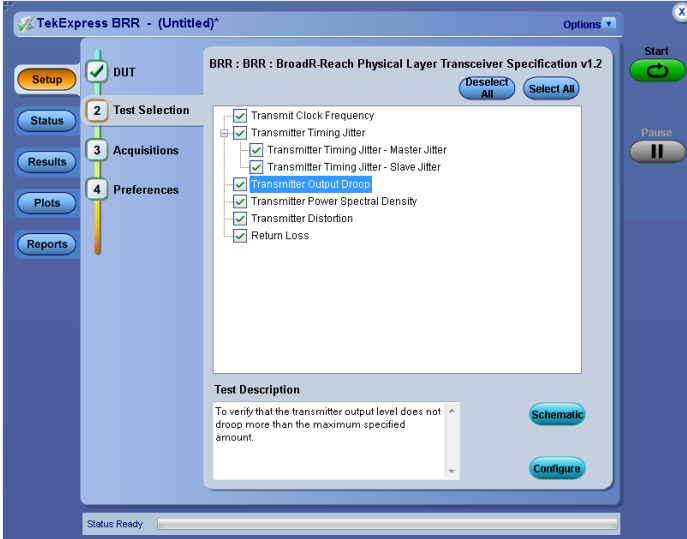 TekExpress BRR - (Untitled)*
Options
X
Start
Setup
Status
Results
Plots
Reports
DUT
2 Test Selection
3 Acquisitions
4 Preferences
BRR : BRR : BroadR-Reach Physical Layer Transceiver Specification v1.2
Deselect All
Select All
Transmit Clock Frequency
Transmitter Timing Jitter
Transmitter Timing Jitter - Master Jitter
Transmitter Timing Jitter - Slave Jitter
Transmitter Output Droop
Transmitter Power Spectral Density
Transmitter Distortion
Return Loss
Pause
Test Description
To verify that the transmitter output level does not
droop more than the maximum specified
amount.
Schematic
Configure
Status Ready